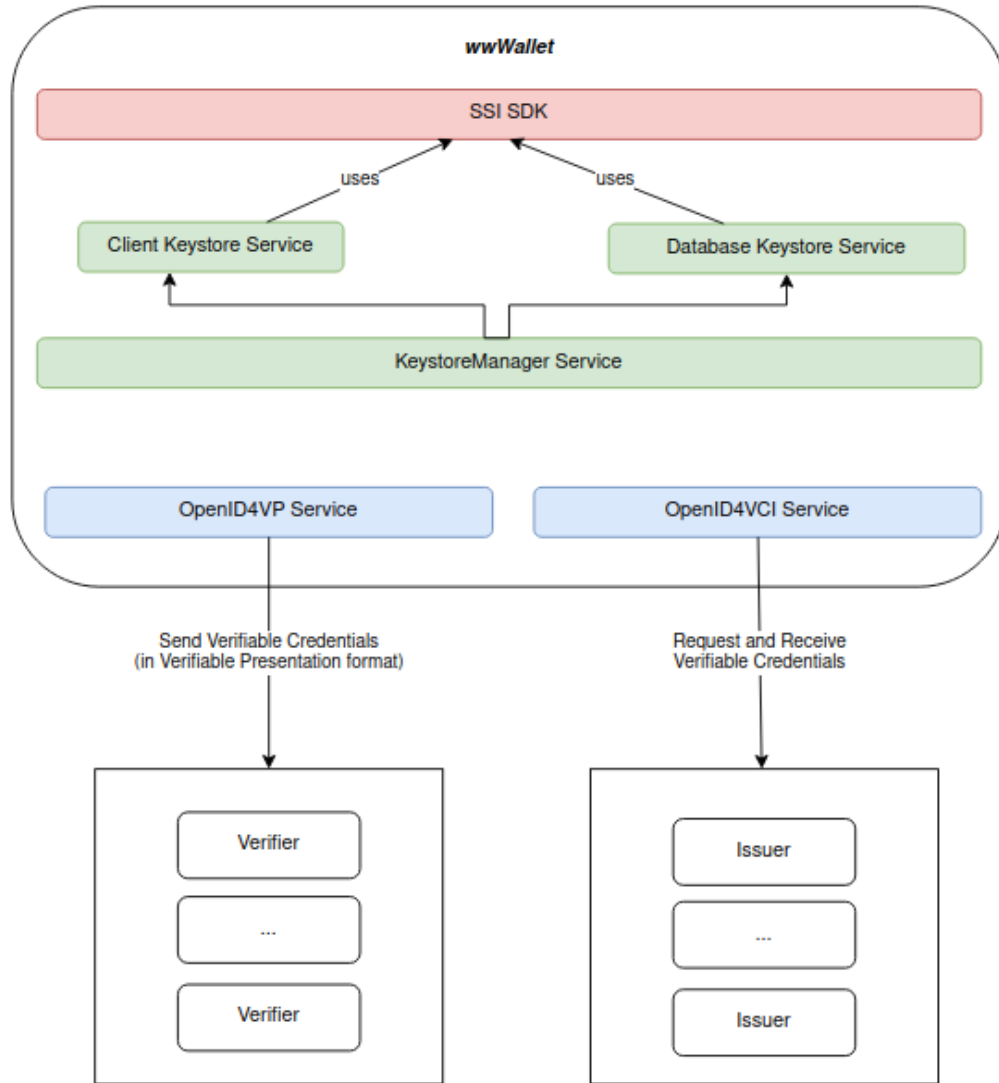 wwWallet
SSI SDK
uses
uses
Client Keystore Service
Database Keystore Service
KeystoreManager Service
OpenID4VP Service
OpenID4VCI Service
Send Verifiable Credentials
(in Verifiable Presentation format)
Request and Receive
Verifiable Credentials
Verifier
...
Verifier
Issuer
...
Issuer